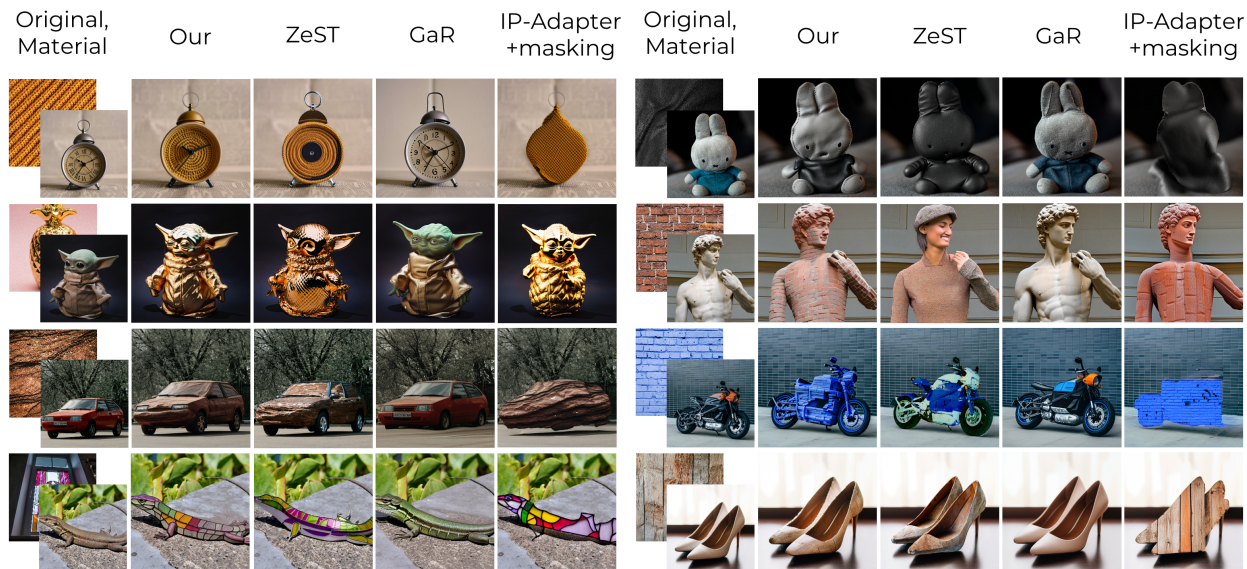 Original,
Material
Our
ZeST
GaR
IP-Adapter
+masking
Original,
Material
Our
ZeST
GaR
IP-Adapter
+masking